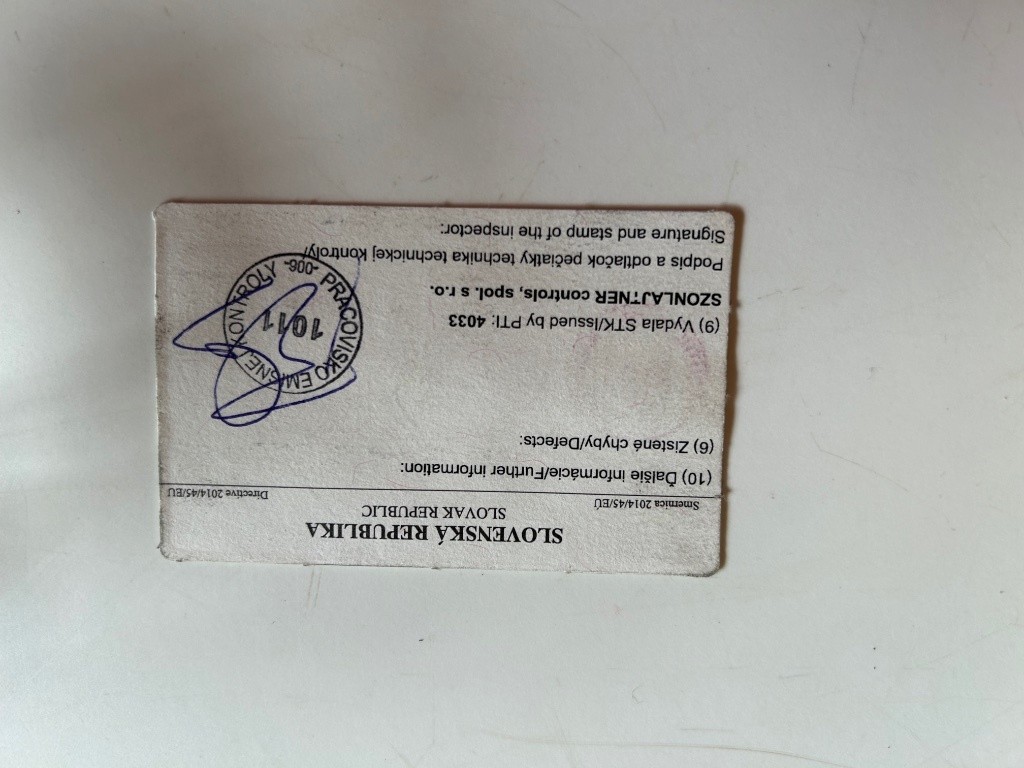 SLOVENSKÁ REPUBLIKA
SLOVAK REPUBLIC
Smernica 2014/45/EÚ Directive 2014/45/EÚ
(10) Ďalšie informácie/Further information:
(6) Zistené chyby/Defects:
(9) Vydala STK/Issued by PTI: 4033
SZONLAJTNER controls, spol. s r.o.
Podpis a odtlačok pečiatky technika technickej kontroly/
Signature and stamp of the inspector:
PRACOVISKO EMISNEJ KONTROLY
1011
-006-